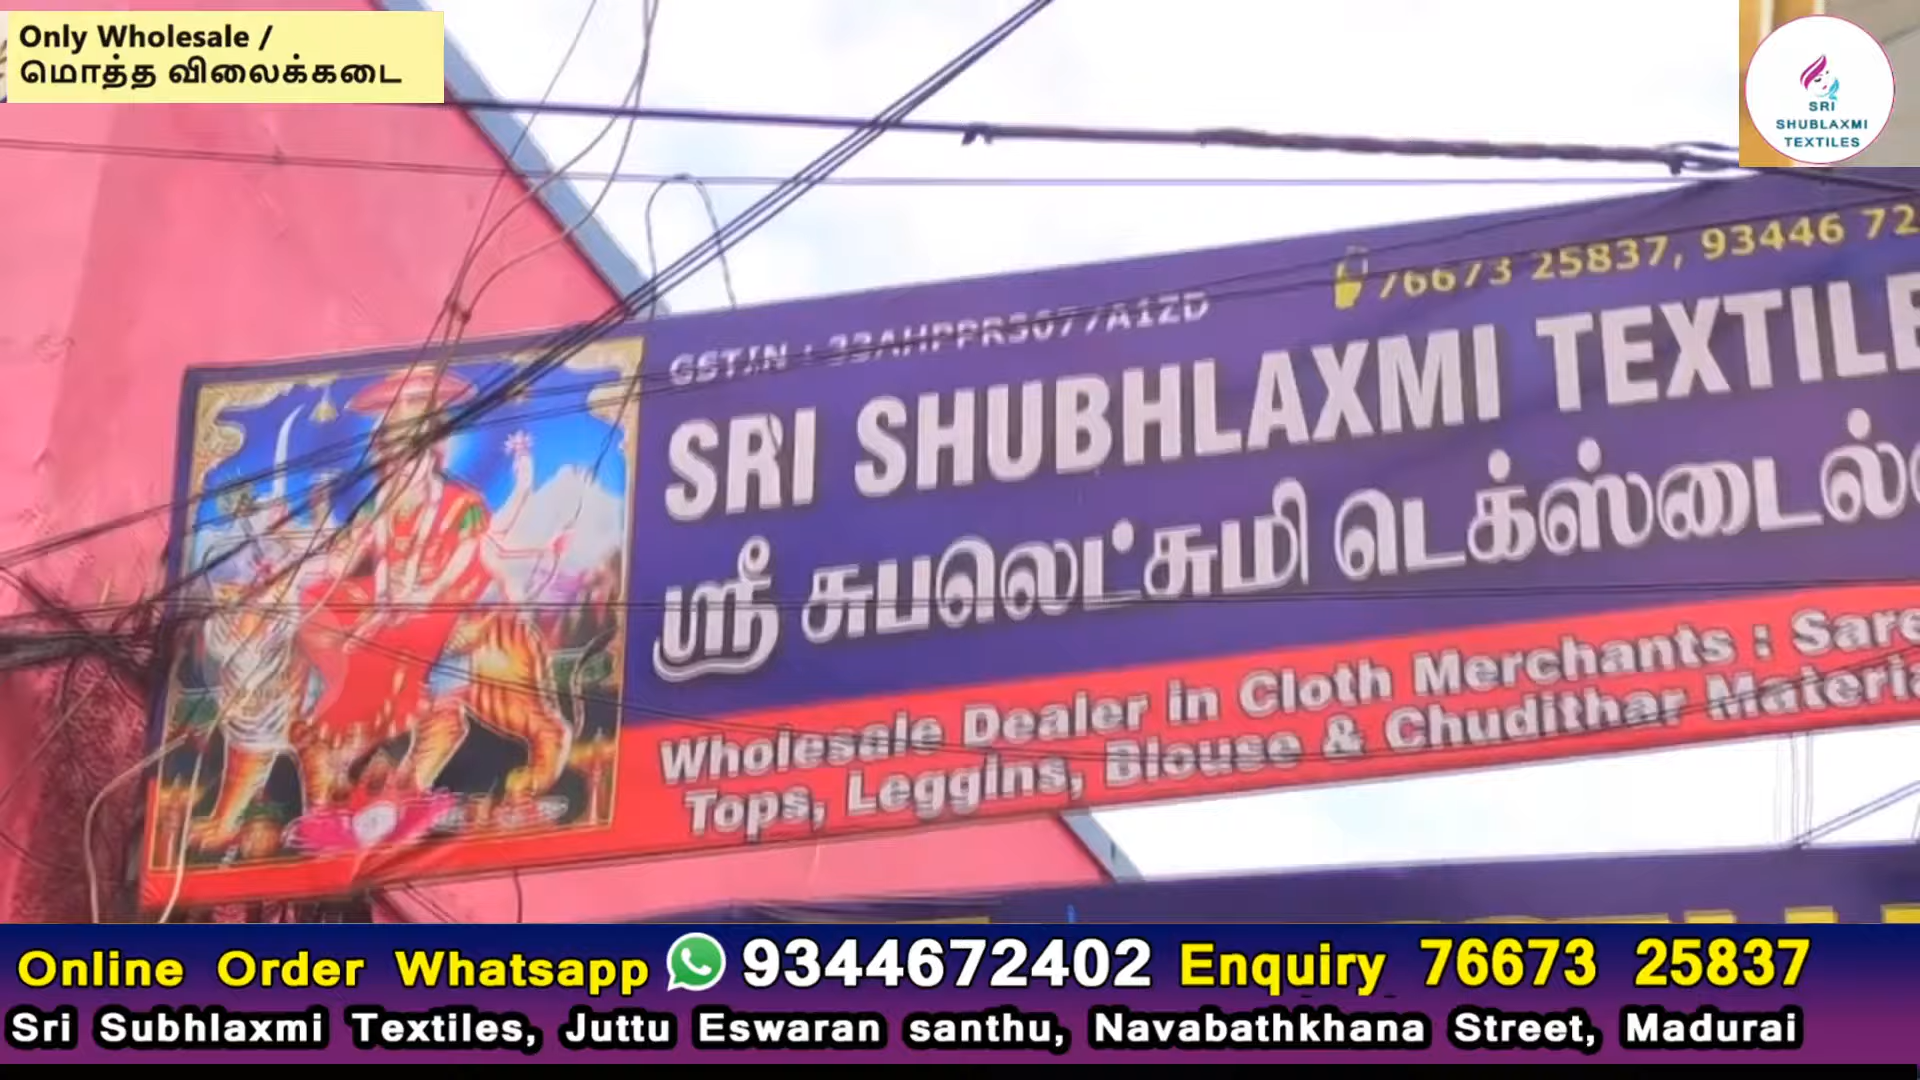 Only Wholesale /
மொத்த விலைக்கடை
SRI
SHUBLAXMI
TEXTILES
76673 25837, 93446 72
GSTIN :
SRI SHUBHLAXMI TEXTILE
ஸ்ரீ சுபலெட்சுமி டெக்ஸ்டைல்
Wholesale Dealer in Cloth Merchants : Sare
Tops, Leggins, Blouse & Chudithar Materia
Online Order Whatsapp 9344672402 Enquiry 76673 25837
Sri Subhlaxmi Textiles, Juttu Eswaran santhu, Navabathkhana Street, Madurai